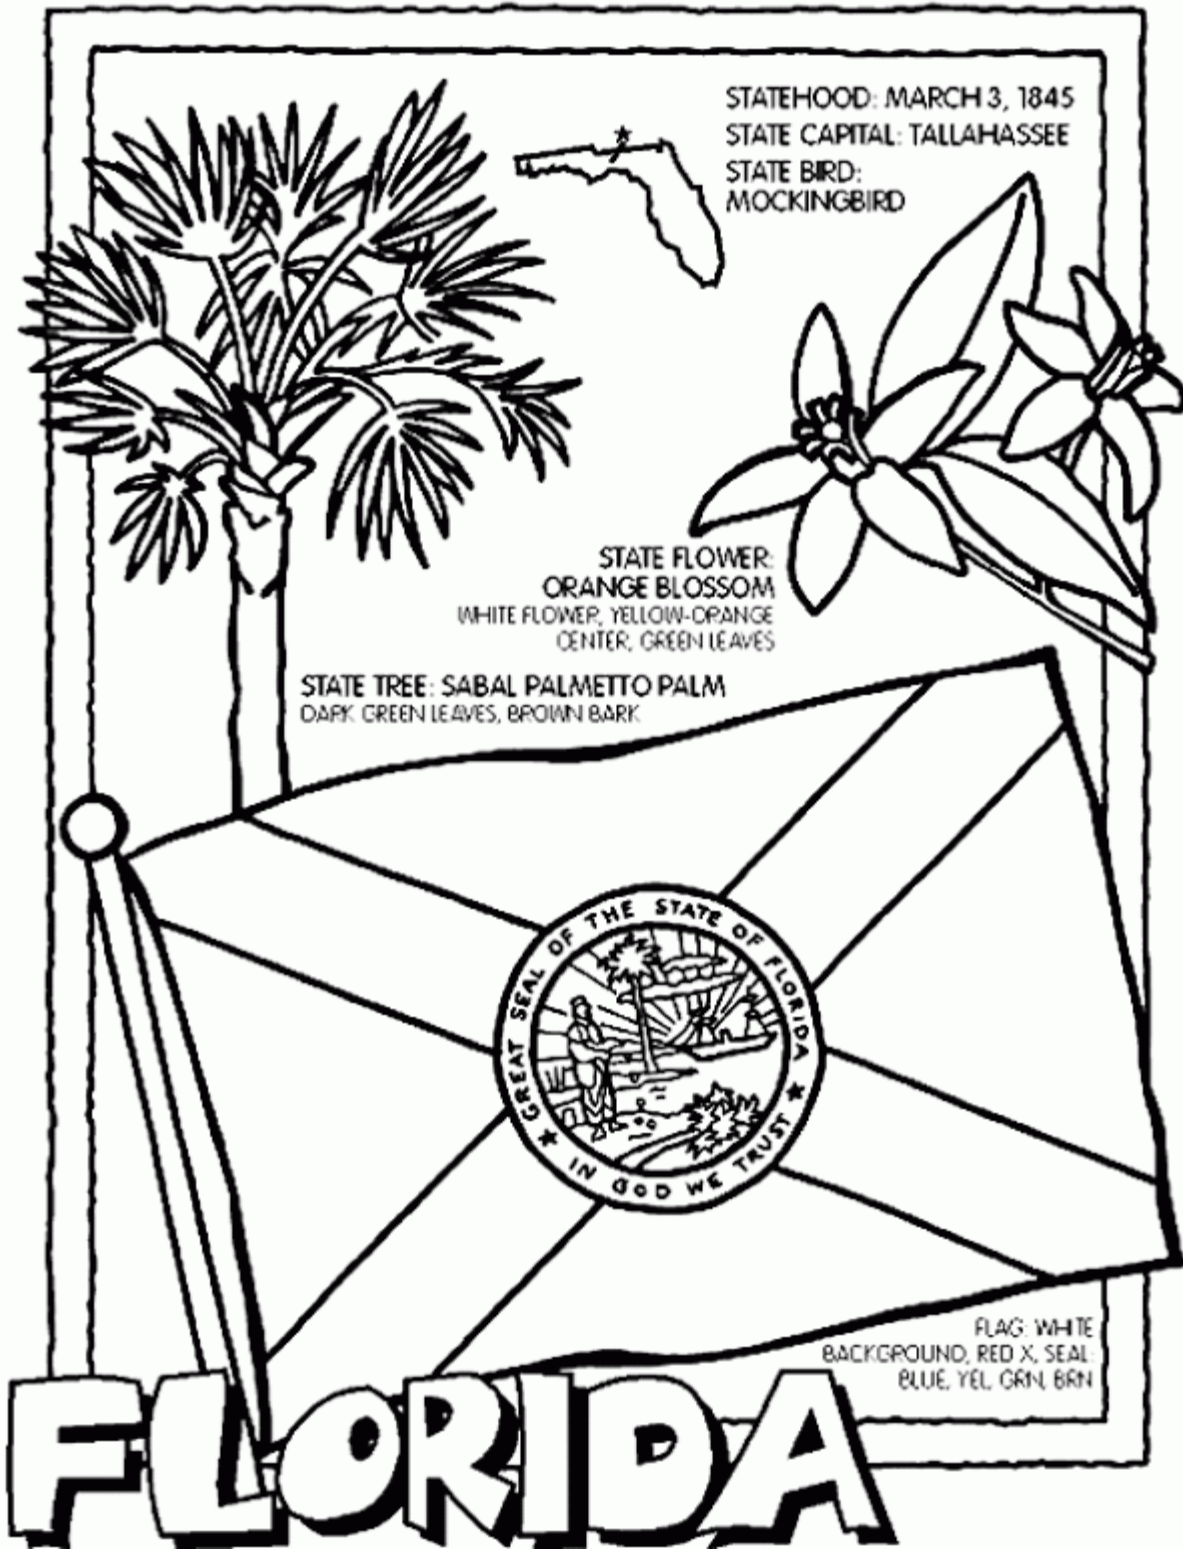 STATEHOOD: MARCH 3, 1845
STATE CAPITAL: TALLAHASSEE
STATE BIRD:
MOCKINGBIRD
STATE FLOWER:
ORANGE BLOSSOM
WHITE FLOWER, YELLOW-ORANGE
CENTER, GREEN LEAVES
STATE TREE: SABAL PALMETTO PALM
DARK GREEN LEAVES, BROWN BARK
GREAT SEAL OF THE STATE OF FLORIDA
IN GOD WE TRUST
FLAG: WHITE
BACKGROUND, RED X, SEAL:
BLUE, YEL, GRN, BRN
FLORIDA